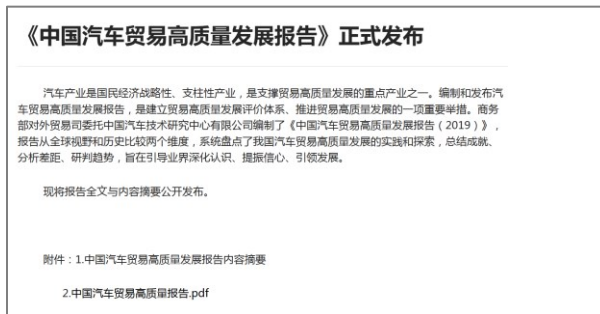 《中国汽车贸易高质量发展报告》正式发布
汽车产业是国民经济战略性、支柱性产业，是支撑贸易高质量发展的重点产业之一。编制和发布汽
车贸易高质量发展报告，是建立贸易高质量发展评价体系、推进贸易高质量发展的一项重要举措。商务
部对外贸易司委托中国汽车技术研究中心有限公司编制了《中国汽车贸易高质量发展报告（2019）》，
报告从全球视野和历史比较两个维度，系统盘点了我国汽车贸易高质量发展的实践和探索，总结成就、
分析差距、研判趋势，旨在引导业界深化认识、提振信心、引领发展。
现将报告全文与内容摘要公开发布。
附件：1.中国汽车贸易高质量发展报告内容摘要
2.中国汽车贸易高质量报告.pdf